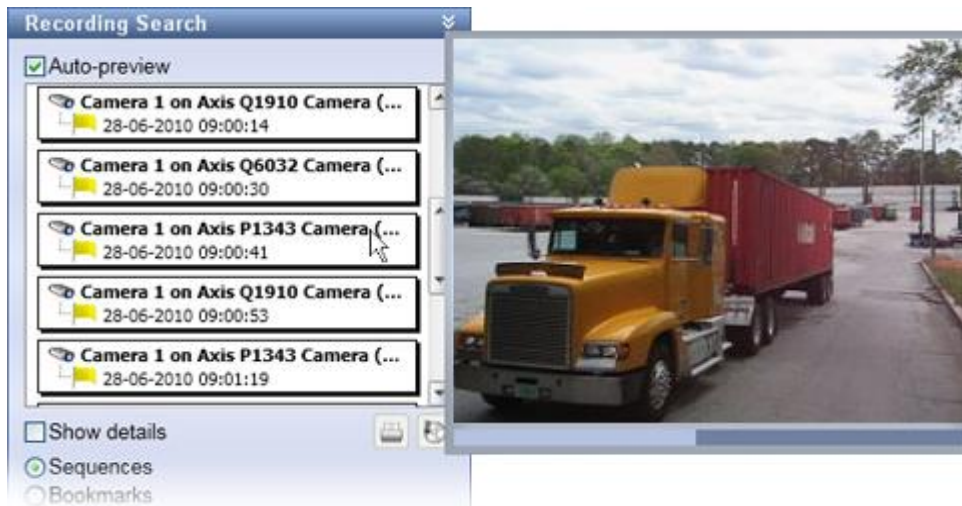 Recording Search
Auto-preview
Camera 1 on Axis Q1910 Camera (...
28-06-2010 09:00:14
Camera 1 on Axis Q6032 Camera (...
28-06-2010 09:00:30
Camera 1 on Axis P1343 Camera (...
28-06-2010 09:00:41
Camera 1 on Axis Q1910 Camera (...
28-06-2010 09:00:53
Camera 1 on Axis P1343 Camera (...
28-06-2010 09:01:19
Show details
Sequences
Bookmarks